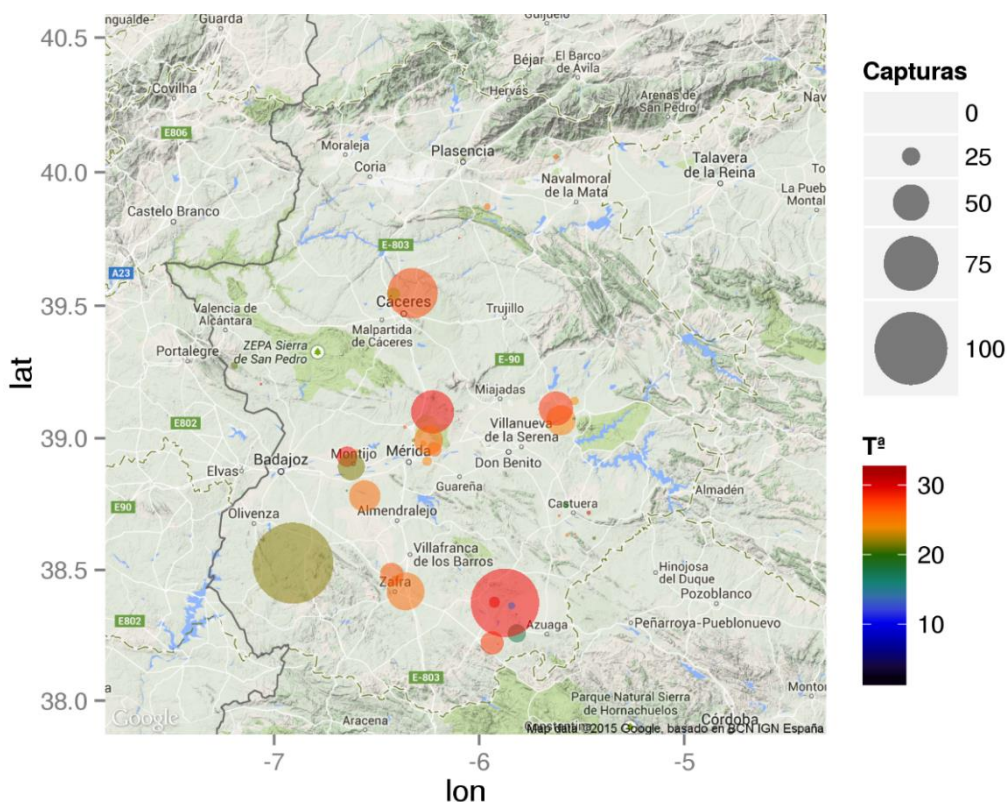 40.5
40.0
39.5
39.0
38.5
38.0
lat
-7
-6
-5
lon
Guarda
Covilha
E806
Béjar
El Barco
de Ávila
Hervás
Arenas de
San Pedro
Moraleja
Coria
Plasencia
Navalmoral
de la Mata
Talavera
de la Reina
La Pueb
Montal
Castelo Branco
E-803
A23
Cáceres
Trujillo
Valencia de
Alcántara
Malpartida
de Cáceres
ZEPA Sierra
de San Pedro
Portalegre
E-90
Miajadas
E802
Villanueva
de la Serena
Montijo
Mérida
Don Benito
Elvas
Badajoz
Guareña
E90
Olivenza
Almendralejo
Castuera
Almadén
Villafranca
de los Barros
Hinojosa
del Duque
Pozoblanco
Zafra
E802
Azuaga
Peñarroya-Pueblonuevo
E-803
Parque Natural Sierra
de Hornachuelos
Aracena
Córdoba
Google
Map data ©2015 Google, basado en BCN IGN España
Capturas
0
25
50
75
100
Tª
30
20
10